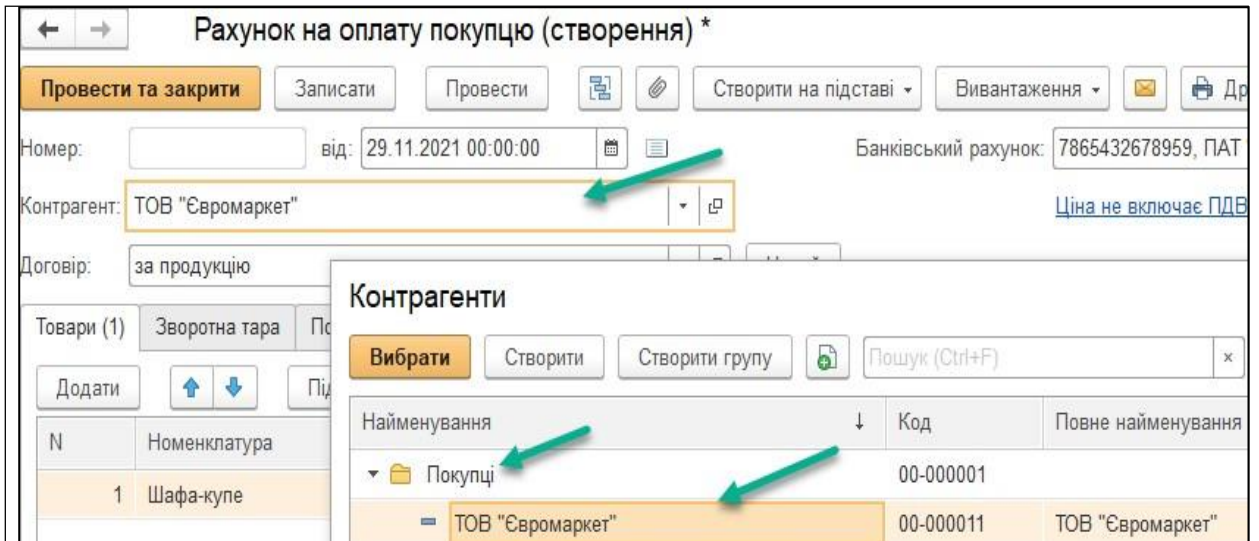 Рахунок на оплату покупцю (створення) *
Провести та закрити Записати Провести Створити на підставі Вивантаження Др
Номер: від: 29.11.2021 00:00:00 Банківський рахунок: 7865432678959, ПАТ
Контрагент: ТОВ "Євромаркет" Ціна не включає ПДВ
Договір: за продукцію
Контрагенти
Товари (1) Зворотна тара По
Вибрати Створити Створити групу Пошук (Ctrl+F) ×
Додати Під
Найменування ↓ Код Повне найменування
N Номенклатура
Покупці 00-000001
1 Шафа-купе
ТОВ "Євромаркет" 00-000011 ТОВ "Євромаркет"